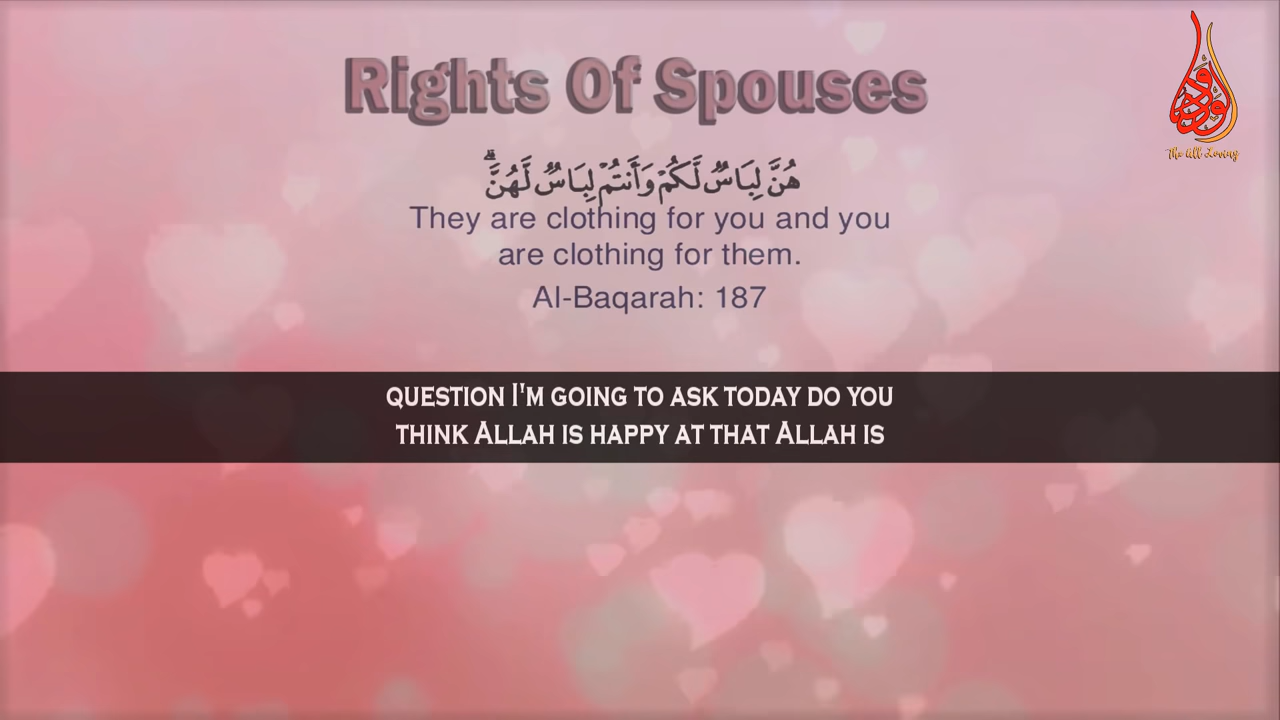 Rights Of Spouses
هُنَّ لِبَاسٌ لَّكُمْ وَأَنتُمْ لِبَاسٌ لَّهُنَّ ۗ
They are clothing for you and you
are clothing for them.
Al-Baqarah: 187
QUESTION I'M GOING TO ASK TODAY DO YOU
THINK ALLAH IS HAPPY AT THAT ALLAH IS
الودود
The All Loving